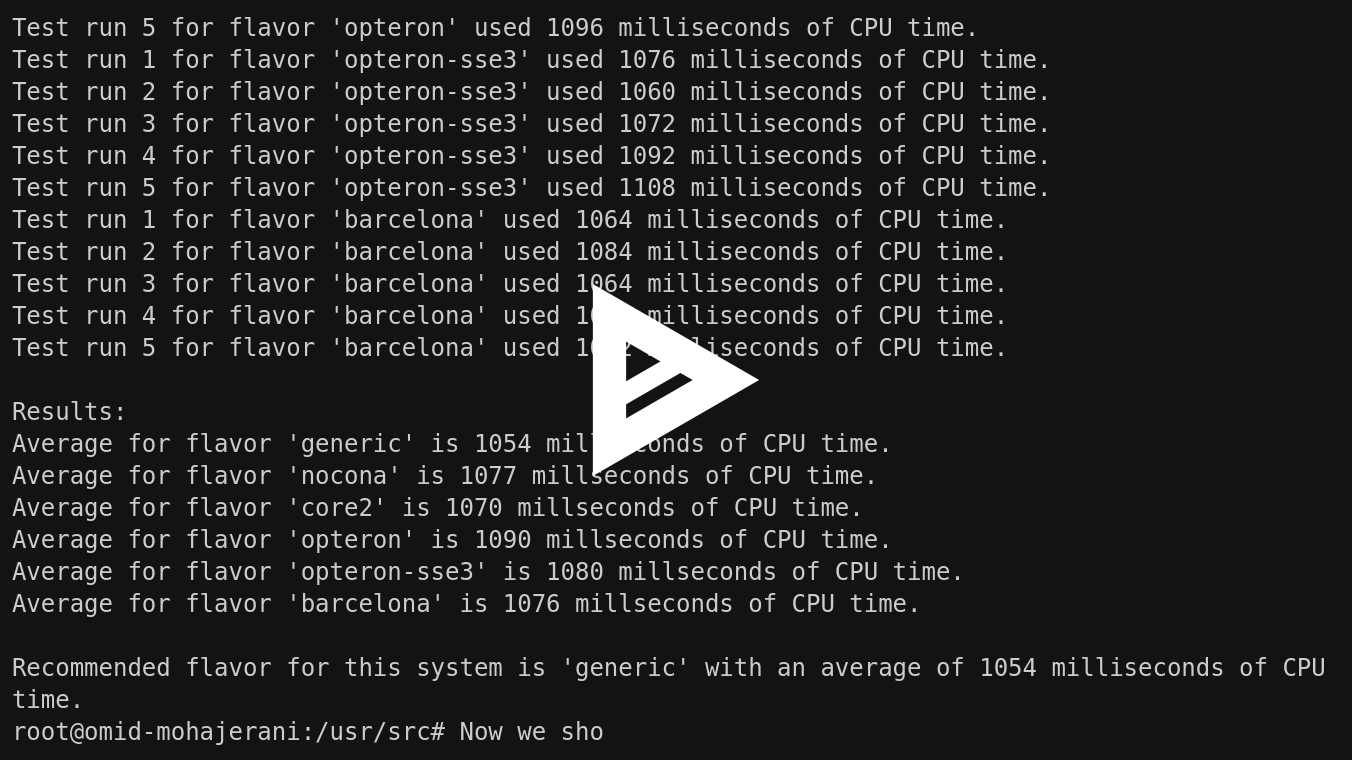 Test run 5 for flavor 'opteron' used 1096 milliseconds of CPU time.
Test run 1 for flavor 'opteron-sse3' used 1076 milliseconds of CPU time.
Test run 2 for flavor 'opteron-sse3' used 1060 milliseconds of CPU time.
Test run 3 for flavor 'opteron-sse3' used 1072 milliseconds of CPU time.
Test run 4 for flavor 'opteron-sse3' used 1092 milliseconds of CPU time.
Test run 5 for flavor 'opteron-sse3' used 1108 milliseconds of CPU time.
Test run 1 for flavor 'barcelona' used 1064 milliseconds of CPU time.
Test run 2 for flavor 'barcelona' used 1084 milliseconds of CPU time.
Test run 3 for flavor 'barcelona' used 1064 milliseconds of CPU time.
Test run 4 for flavor 'barcelona' used milliseconds of CPU time.
Test run 5 for flavor 'barcelona' used milliseconds of CPU time.

Results:
Average for flavor 'generic' is 1054 millseconds of CPU time.
Average for flavor 'nocona' is 1077 millseconds of CPU time.
Average for flavor 'core2' is 1070 millseconds of CPU time.
Average for flavor 'opteron' is 1090 millseconds of CPU time.
Average for flavor 'opteron-sse3' is 1080 millseconds of CPU time.
Average for flavor 'barcelona' is 1076 millseconds of CPU time.

Recommended flavor for this system is 'generic' with an average of 1054 milliseconds of CPU
time.
root@omid-mohajerani:/usr/src# Now we sho